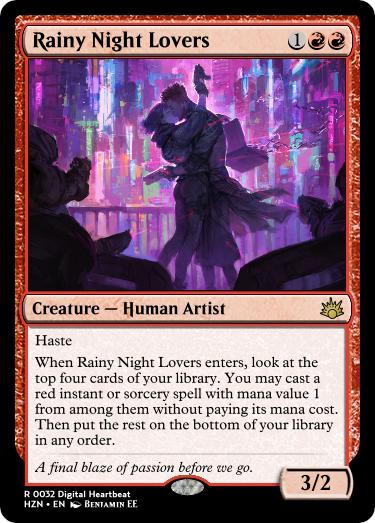 Rainy Night Lovers 1
Creature — Human Artist
Haste
When Rainy Night Lovers enters, look at the
top four cards of your library. You may cast a
red instant or sorcery spell with mana value 1
from among them without paying its mana cost.
Then put the rest on the bottom of your library
in any order.
A final blaze of passion before we go.
3/2
R 0032 Digital Heartbeat
HZN • EN Benjamin EE